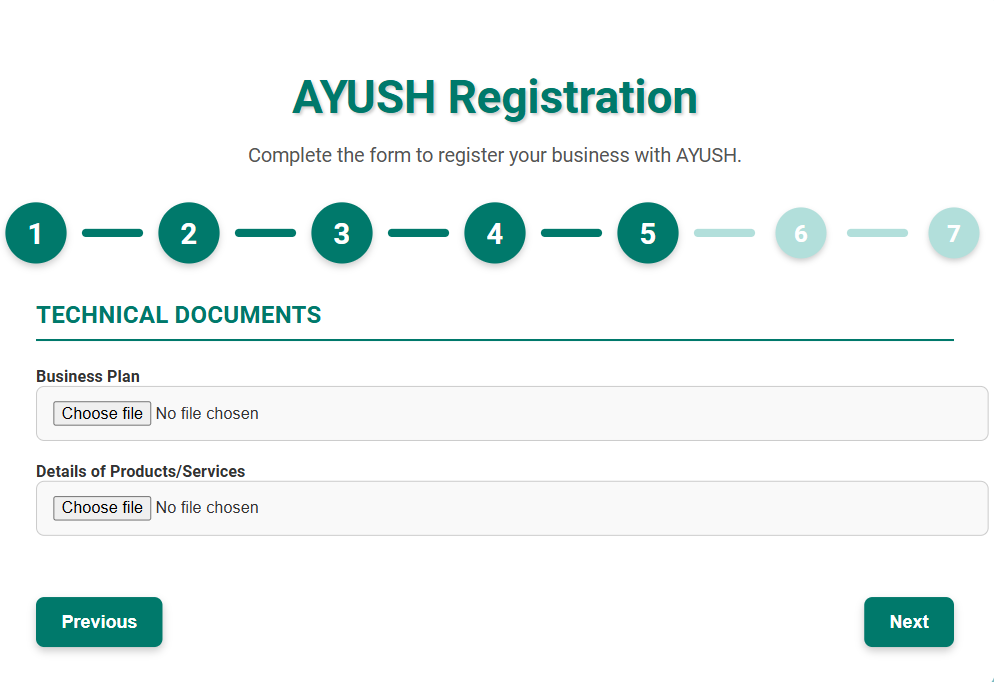 AYUSH Registration
Complete the form to register your business with AYUSH.
1 2 3 4 5 6 7
TECHNICAL DOCUMENTS
Business Plan
Choose file No file chosen
Details of Products/Services
Choose file No file chosen
Previous Next